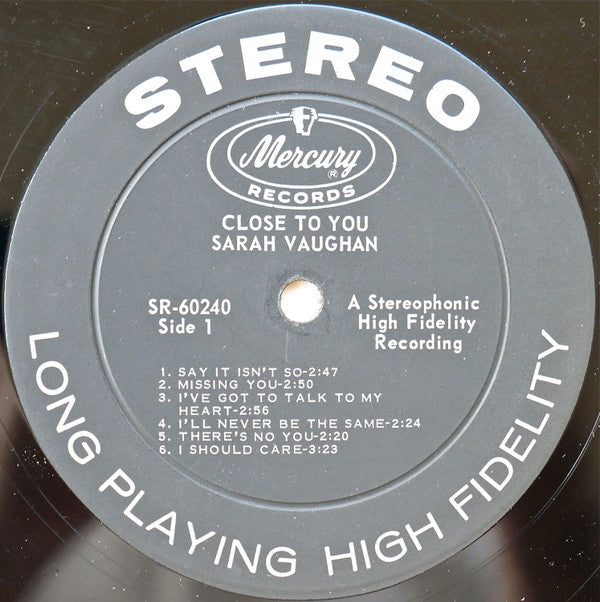 STEREO
Mercury
®
RECORDS
CLOSE TO YOU
SARAH VAUGHAN
SR-60240
Side 1
A Stereophonic
High Fidelity
Recording
1. SAY IT ISN'T SO-2:47
2. MISSING YOU-2:50
3. I'VE GOT TO TALK TO MY
HEART-2:56
4. I'LL NEVER BE THE SAME-2:24
5. THERE'S NO YOU-2:20
6. I SHOULD CARE-3:23
LONG PLAYING HIGH FIDELITY